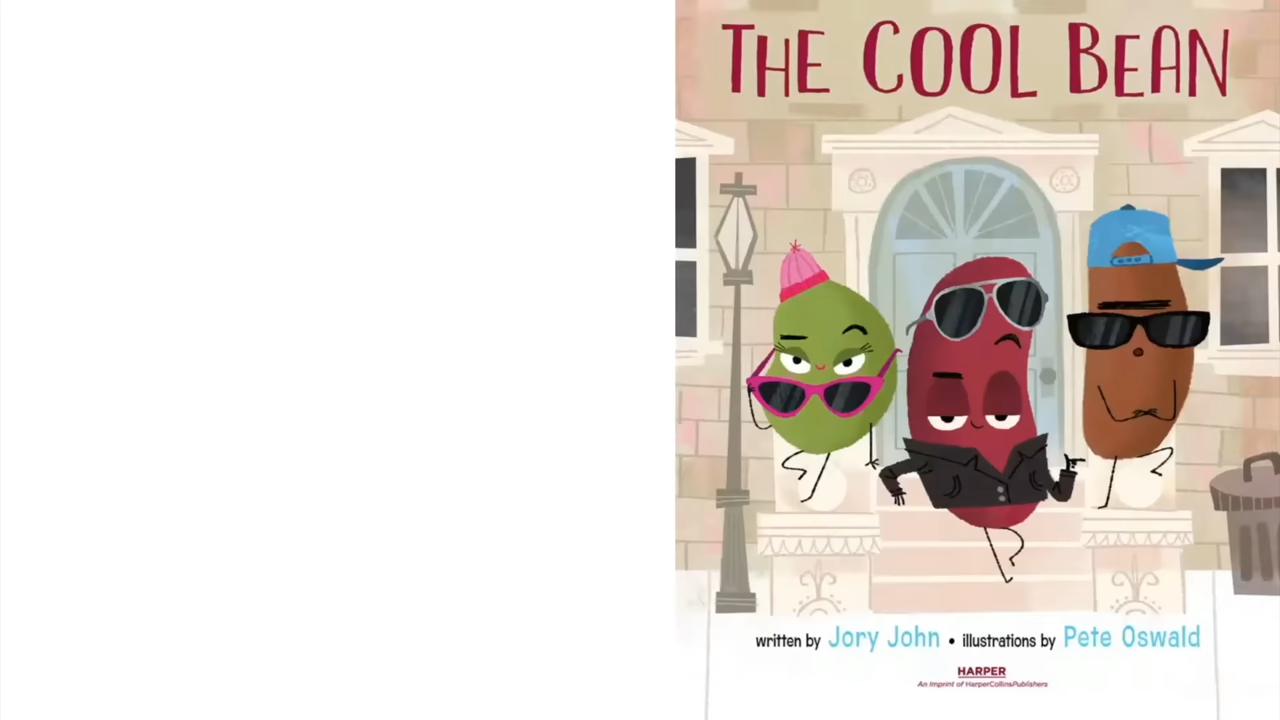 THE COOL BEAN
written by Jory John • illustrations by Pete Oswald
HARPER
An Imprint of HarperCollinsPublishers